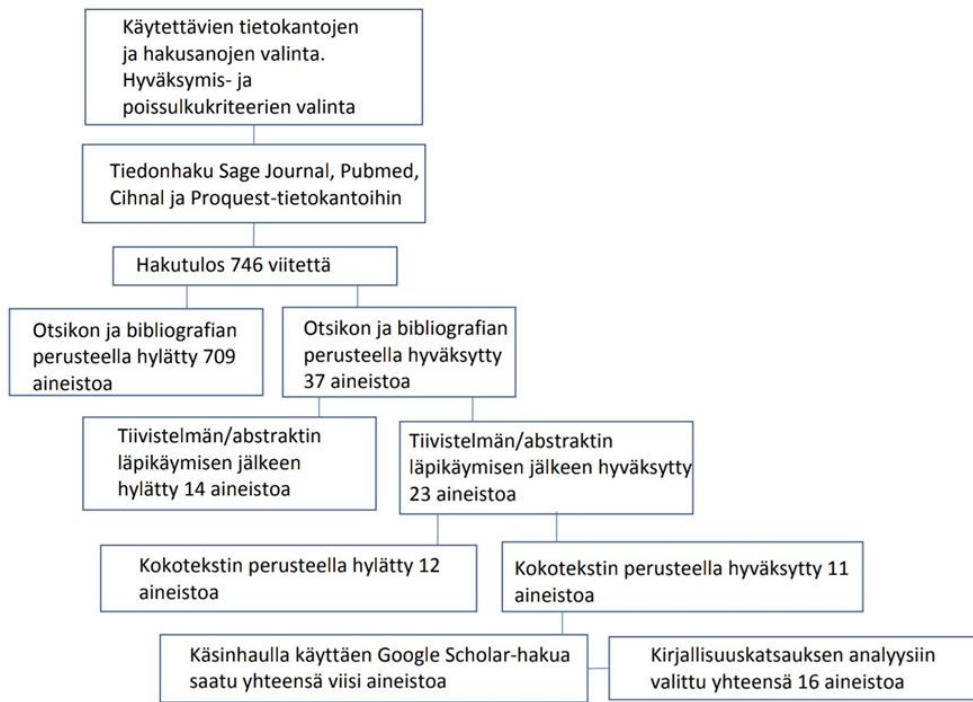 Käytettävien tietokantojen
ja hakusanojen valinta.
Hyväksymis- ja
poissulkukriteerien valinta
Tiedonhaku Sage Journal, Pubmed,
Cihnal ja Proquest-tietokantoihin
Hakutulos 746 viitettä
Otsikon ja bibliografian
perusteella hylätty 709
aineistoa
Otsikon ja bibliografian
perusteella hyväksytty
37 aineistoa
Tiivistelmän/abstraktin
läpikäymisen jälkeen
hylätty 14 aineistoa
Tiivistelmän/abstraktin
läpikäymisen jälkeen hyväksytty
23 aineistoa
Kokotekstin perusteella hylätty 12
aineistoa
Kokotekstin perusteella hyväksytty 11
aineistoa
Käsinhaulla käyttäen Google Scholar-hakua
saatu yhteensä viisi aineistoa
Kirjallisuuskatsauksen analyysiin
valittu yhteensä 16 aineistoa